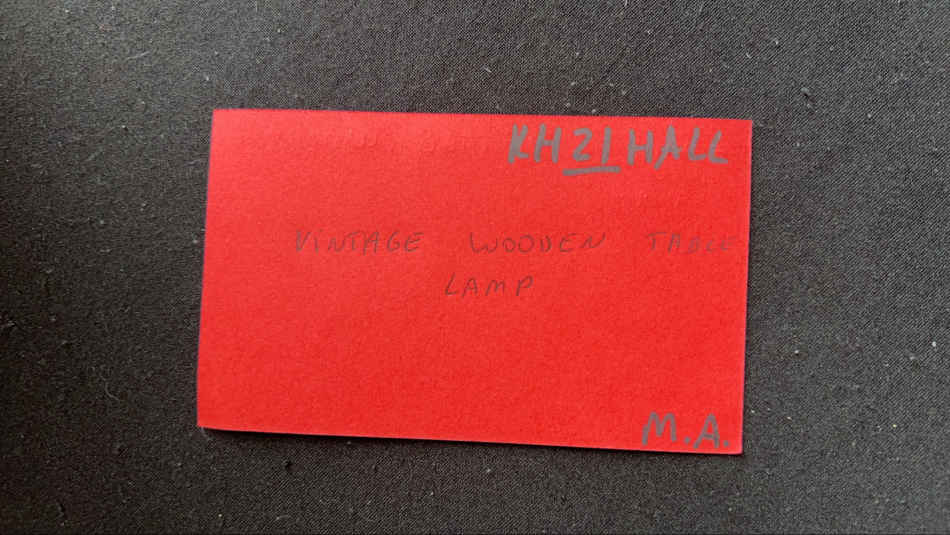 KH21HALL
VINTAGE WOODEN TABLE
LAMP
M.A.